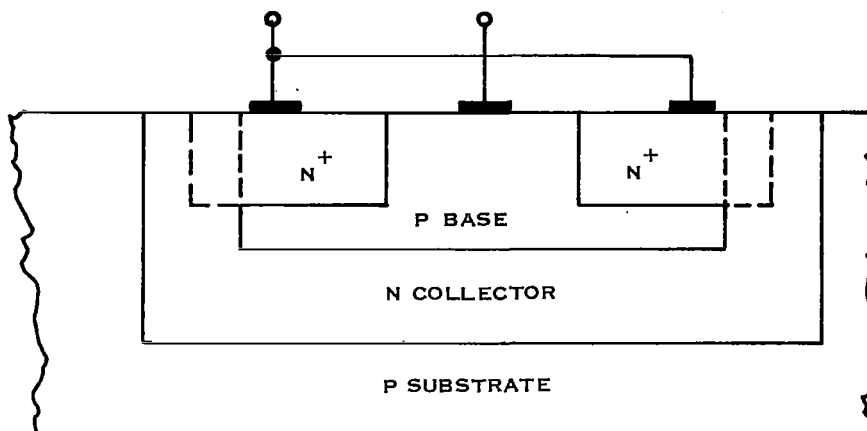 N+
N+
P BASE
N COLLECTOR
P SUBSTRATE